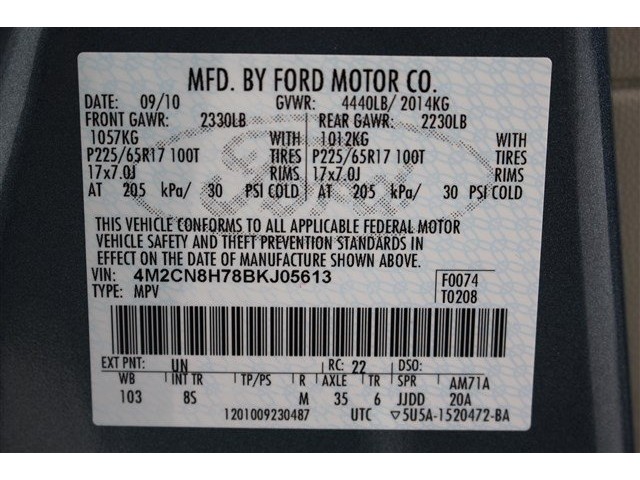 MFD. BY FORD MOTOR CO.
DATE: 09/10 GVWR: 4440LB/ 2014KG
FRONT GAWR: 2330LB REAR GAWR: 2230LB
1057KG WITH 1012KG WITH
P225/65R17 100T TIRES P225/65R17 100T TIRES
17x7.0J RIMS 17x7.0J RIMS
AT 205 kPa/ 30 PSI COLD AT 205 kPa/ 30 PSI COLD
THIS VEHICLE CONFORMS TO ALL APPLICABLE FEDERAL MOTOR
VEHICLE SAFETY AND THEFT PREVENTION STANDARDS IN
EFFECT ON THE DATE OF MANUFACTURE SHOWN ABOVE.
VIN: 4M2CN8H78BKJ05613 F0074
TYPE: MPV T0208
EXT PNT: UN RC: 22 DSO:
WB INT TR TP/PS R AXLE TR SPR AM71A
103 8S M 35 6 JJDD 20A
1201009230487 UTC ▽5U5A-1520472-BA
Ford